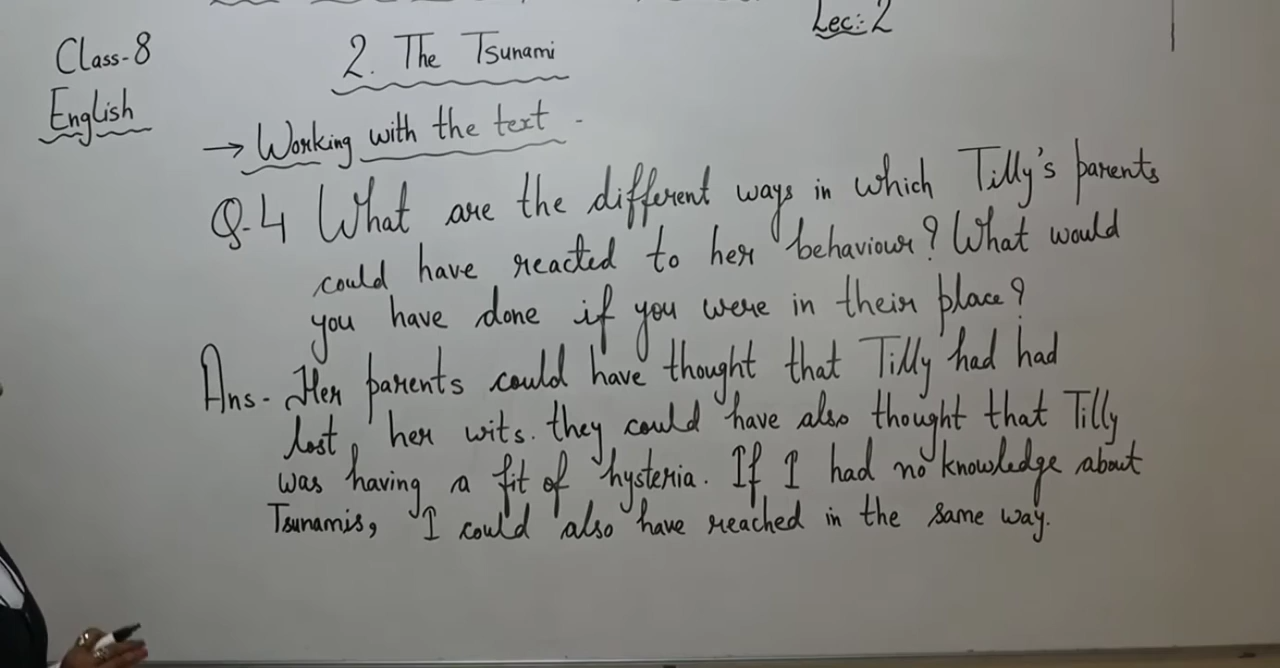 Lec:- 2
Class-8
2. The Tsunami
English
→ Working with the text -
Q.4 What are the different ways in which Tilly's parents
could have reacted to her behaviour? What would
you have done if you were in their place?
Ans- Her parents could have thought that Tilly had had
lost her wits. they could have also thought that Tilly
was having a fit of hysteria. If I had no knowledge about
Tsunamis, I could also have reached in the same way.